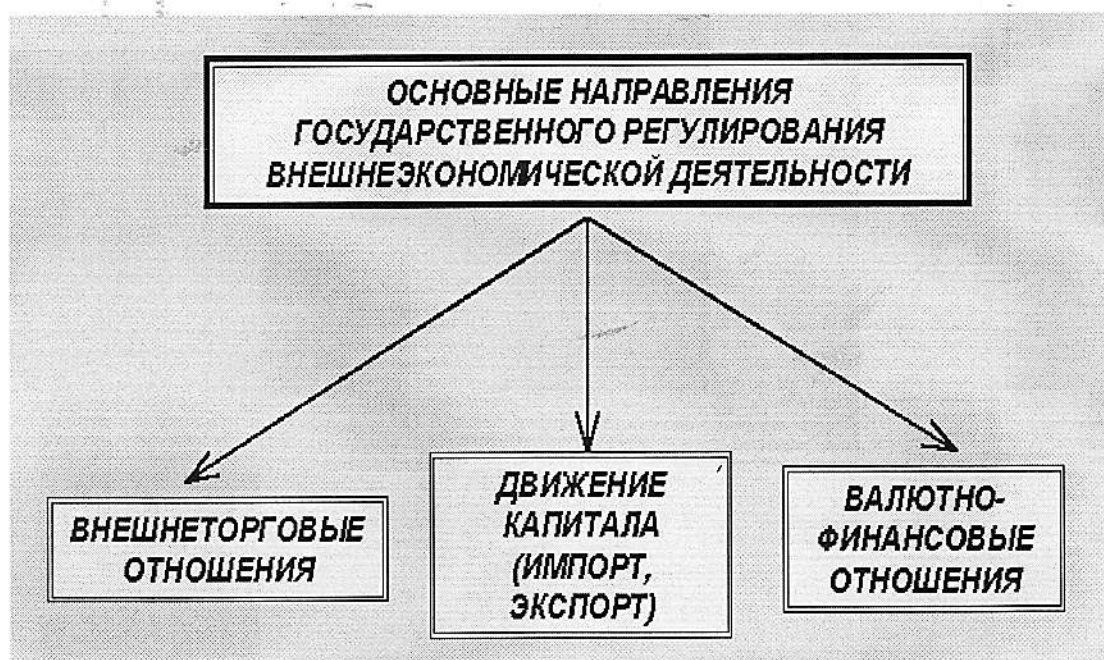 ОСНОВНЫЕ НАПРАВЛЕНИЯ
ГОСУДАРСТВЕННОГО РЕГУЛИРОВАНИЯ
ВНЕШНЕЭКОНОМИЧЕСКОЙ ДЕЯТЕЛЬНОСТИ
ВНЕШНЕТОРГОВЫЕ
ОТНОШЕНИЯ
ДВИЖЕНИЕ
КАПИТАЛА
(ИМПОРТ,
ЭКСПОРТ)
ВАЛЮТНО-
ФИНАНСОВЫЕ
ОТНОШЕНИЯ